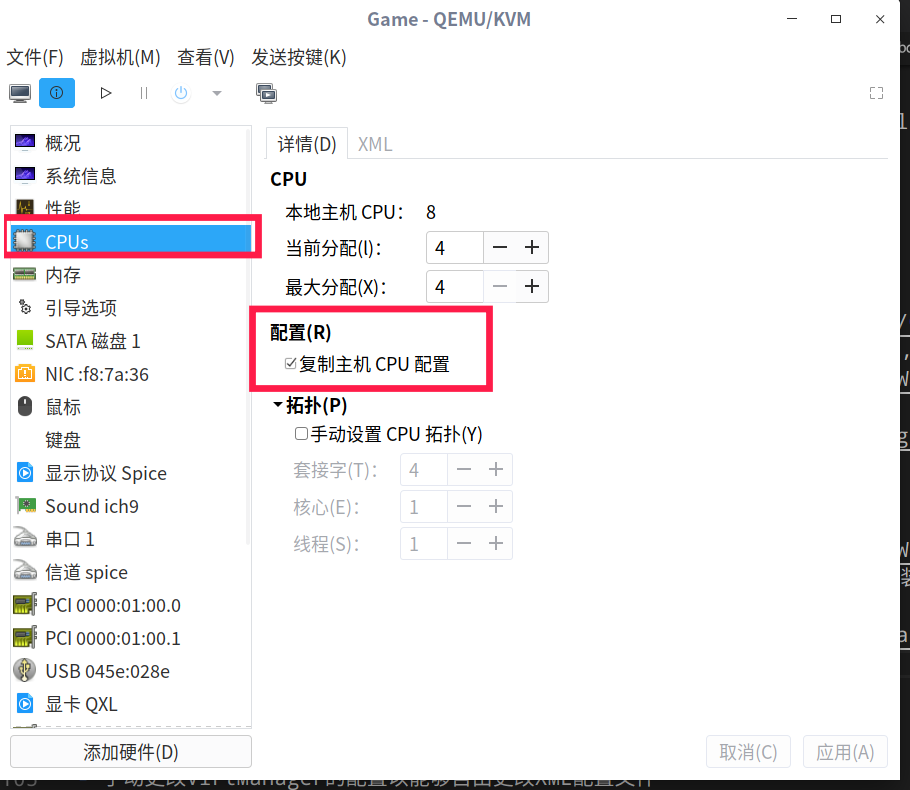 Game - QEMU/KVM
文件(F) 虚拟机(M) 查看(V) 发送按键(K)
概况
系统信息
性能
CPUs
内存
引导选项
SATA 磁盘 1
NIC :f8:7a:36
鼠标
键盘
显示协议 Spice
Sound ich9
串口 1
信道 spice
PCI 0000:01:00.0
PCI 0000:01:00.1
USB 045e:028e
显卡 QXL
添加硬件(D)
详情(D) XML
CPU
本地主机 CPU： 8
当前分配(l)： 4
最大分配(X)： 4
配置(R)
复制主机 CPU 配置
拓扑(P)
手动设置 CPU 拓扑(Y)
套接字(T)： 4
核心(E)： 1
线程(S)： 1
取消(C) 应用(A)